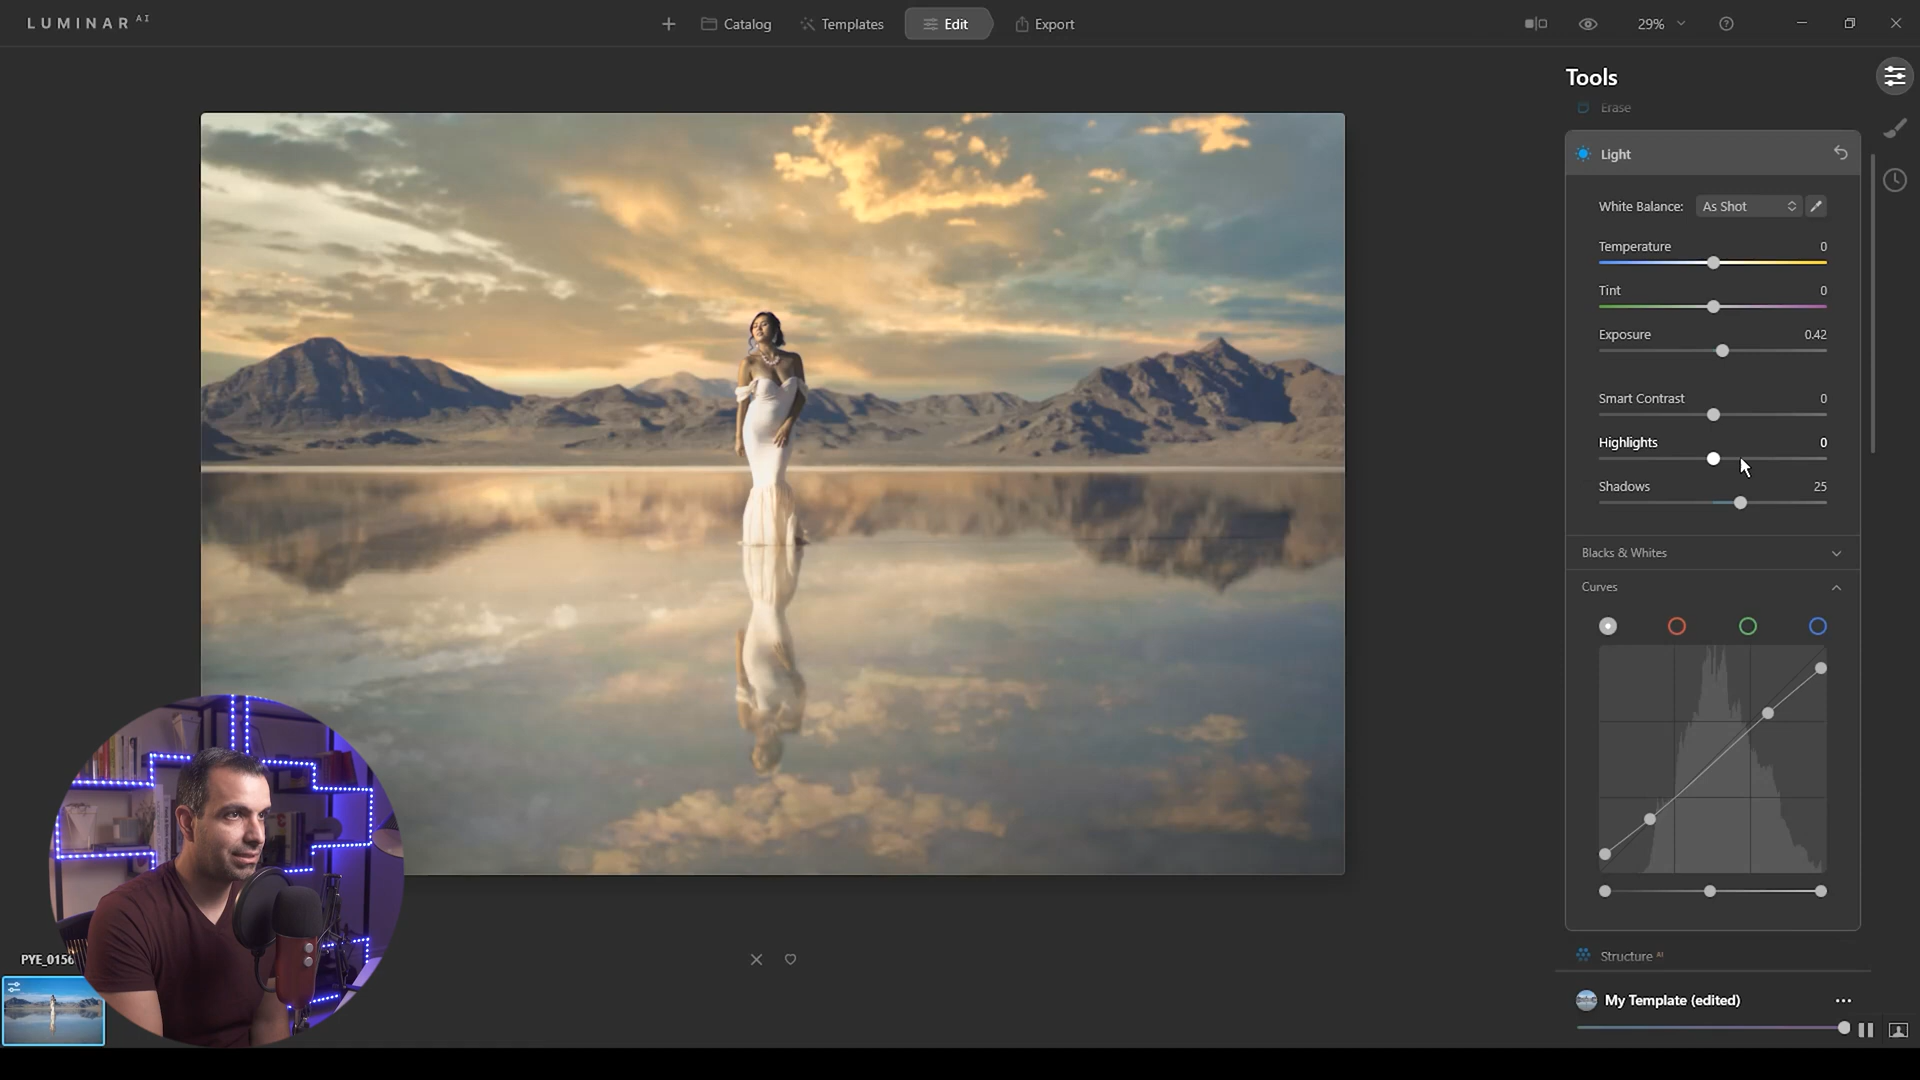 LUMINAR AI
Catalog
Templates
Edit
Export
29%
Tools
Erase
Light
White Balance: As Shot
Temperature 0
Tint 0
Exposure 0.42
Smart Contrast 0
Highlights 0
Shadows 25
Blacks & Whites
Curves
Structure AI
My Template (edited)
PYE_0156